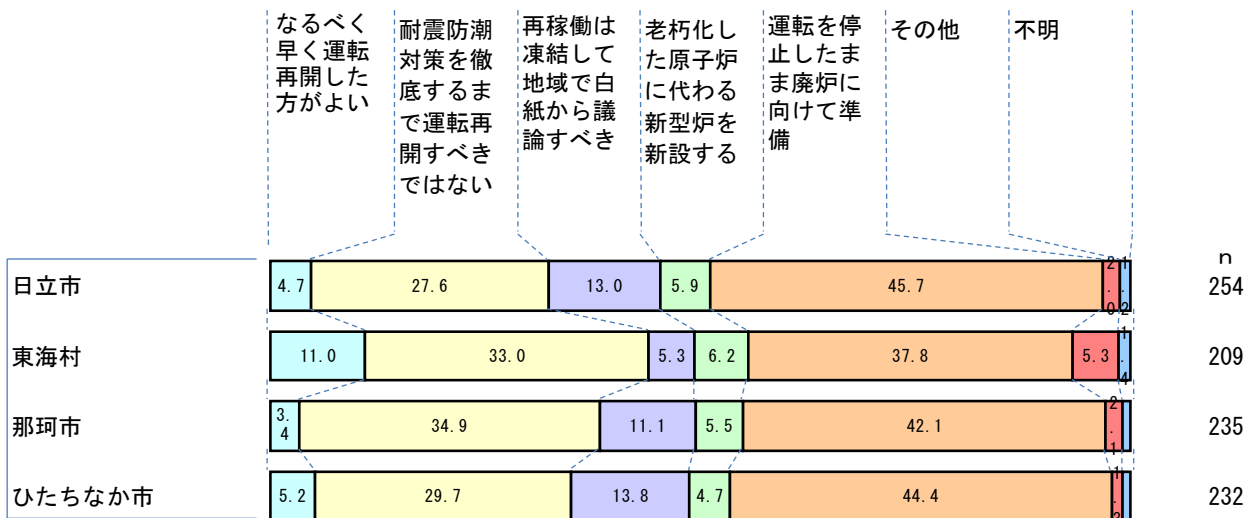 なるべく
早く運転
再開した
方がよい
耐震防潮
対策を徹
底するま
で運転再
開すべき
ではない
再稼働は
凍結して
地域で白
紙から議
論すべき
老朽化し
た原子炉
に代わる
新型炉を
新設する
運転を停
止したま
ま廃炉に
向けて準
備
その他
不明
n
日立市 4.7 27.6 13.0 5.9 45.7 2.0 1.2 254
東海村 11.0 33.0 5.3 6.2 37.8 5.3 1.4 209
那珂市 3.4 34.9 11.1 5.5 42.1 2.1 235
ひたちなか市 5.2 29.7 13.8 4.7 44.4 232